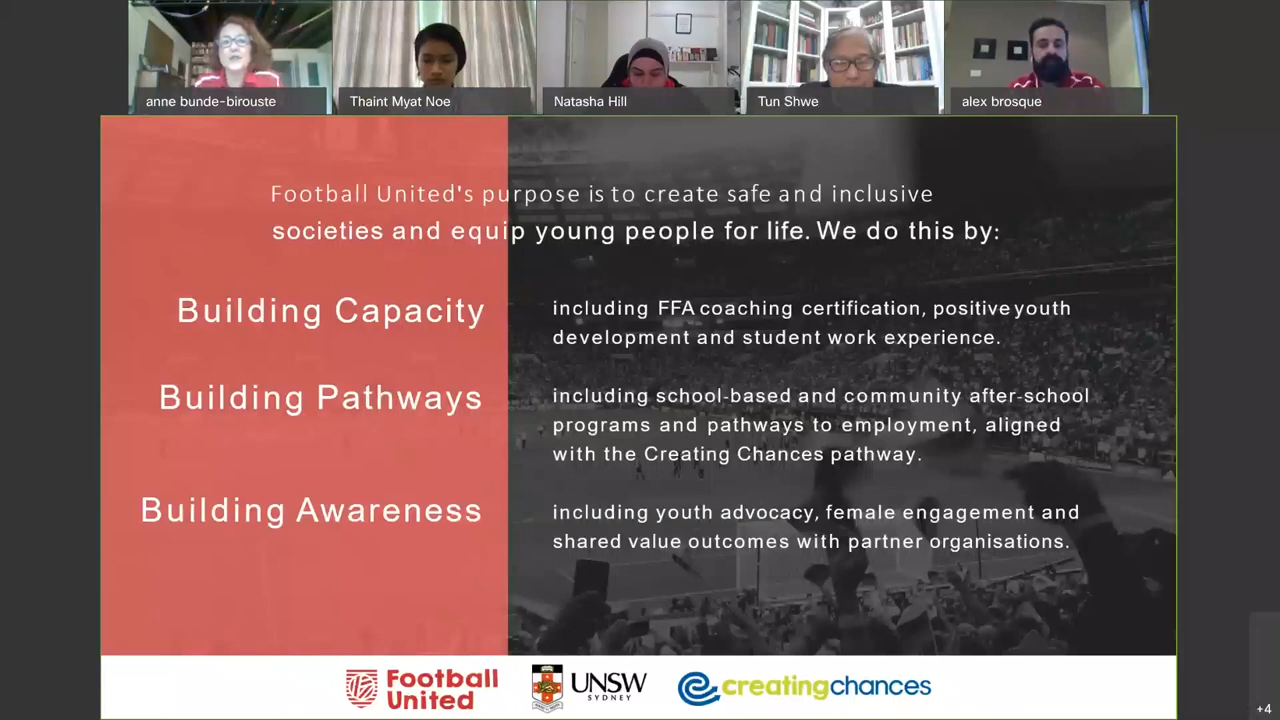 anne bunde-birouste
Thaint Myat Noe
Natasha Hill
Tun Shwe
alex brosque
Football United's purpose is to create safe and inclusive
societies and equip young people for life. We do this by:
Building Capacity
including FFA coaching certification, positive youth
development and student work experience.
Building Pathways
including school-based and community after-school
programs and pathways to employment, aligned
with the Creating Chances pathway.
Building Awareness
including youth advocacy, female engagement and
shared value outcomes with partner organisations.
Football
United
UNSW
SYDNEY
creatingchances
+4